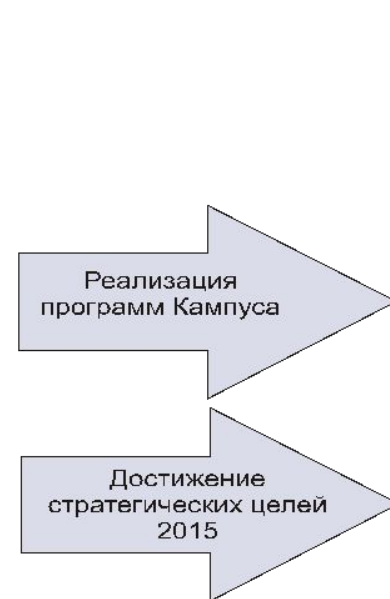 Реализация
программ Кампуса
Достижение
стратегических целей
2015